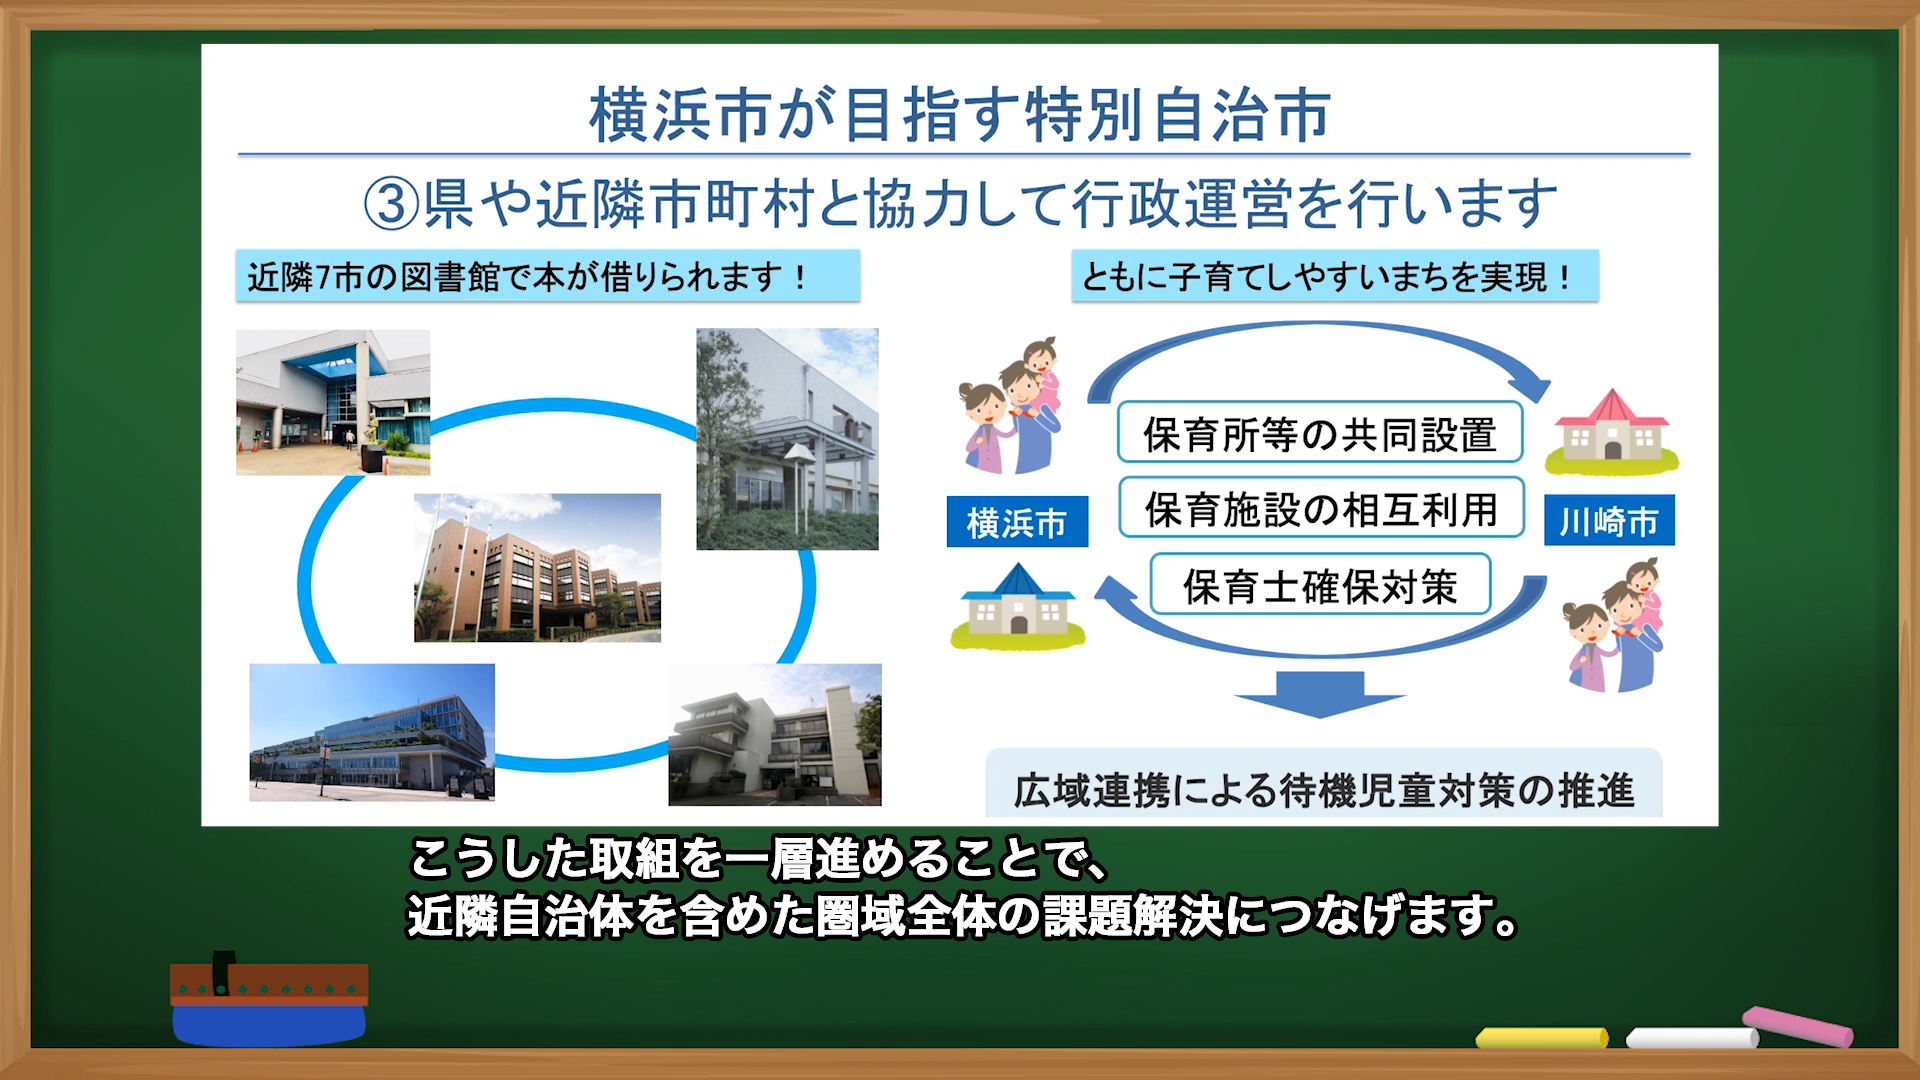 横浜市が目指す特別自治市
③県や近隣市町村と協力して行政運営を行います
近隣7市の図書館で本が借りられます！
ともに子育てしやすいまちを実現！
保育所等の共同設置
保育施設の相互利用
保育士確保対策
横浜市
川崎市
広域連携による待機児童対策の推進
こうした取組を一層進めることで、
近隣自治体を含めた圏域全体の課題解決につなげます。